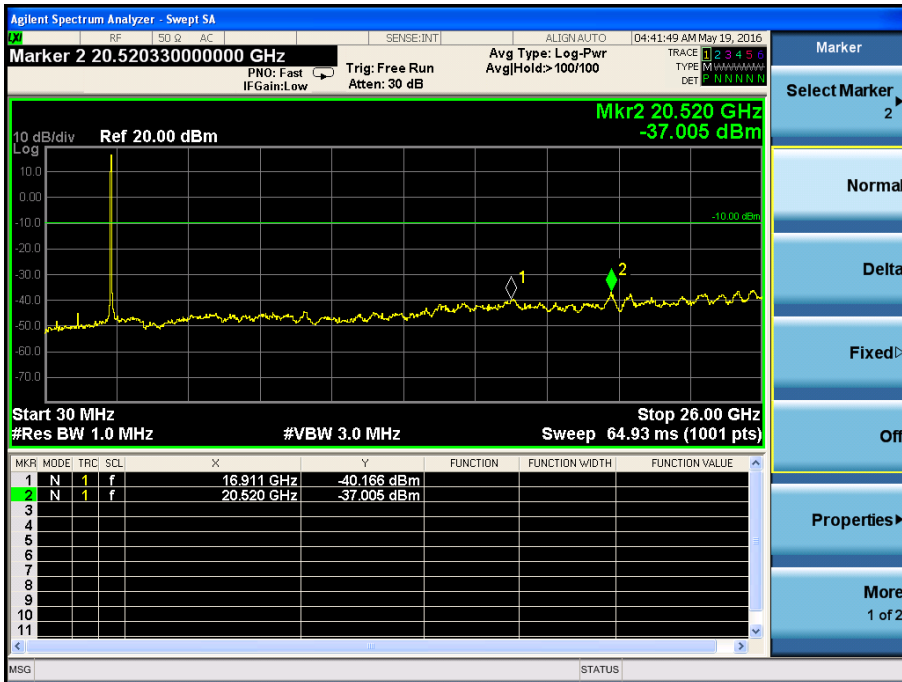 Agilent Spectrum Analyzer - Swept SA
LXI RF 50 Ω AC SENSE:INT ALIGN AUTO 04:41:49 AM May 19, 2016
Marker 2 20.520330000000 GHz
PNO: Fast
IFGain:Low
Trig: Free Run
Atten: 30 dB
Avg Type: Log-Pwr
Avg|Hold:>100/100
TRACE 1 2 3 4 5 6
TYPE M W W W W W
DET P N N N N N
Mkr2 20.520 GHz
-37.005 dBm
10 dB/div Ref 20.00 dBm
Log
10.0
0.00
-10.0
-10.00 dBm
-20.0
-30.0
-40.0
-50.0
-60.0
-70.0
1
2
Start 30 MHz Stop 26.00 GHz
#Res BW 1.0 MHz #VBW 3.0 MHz Sweep 64.93 ms (1001 pts)
MKR MODE TRC SCL X Y FUNCTION FUNCTION WIDTH FUNCTION VALUE
1 N 1 f 16.911 GHz -40.166 dBm
2 N 1 f 20.520 GHz -37.005 dBm
3
4
5
6
7
8
9
10
11
MSG STATUS
Marker
Select Marker
2
Normal
Delta
Fixed
Off
Properties
More
1 of 2